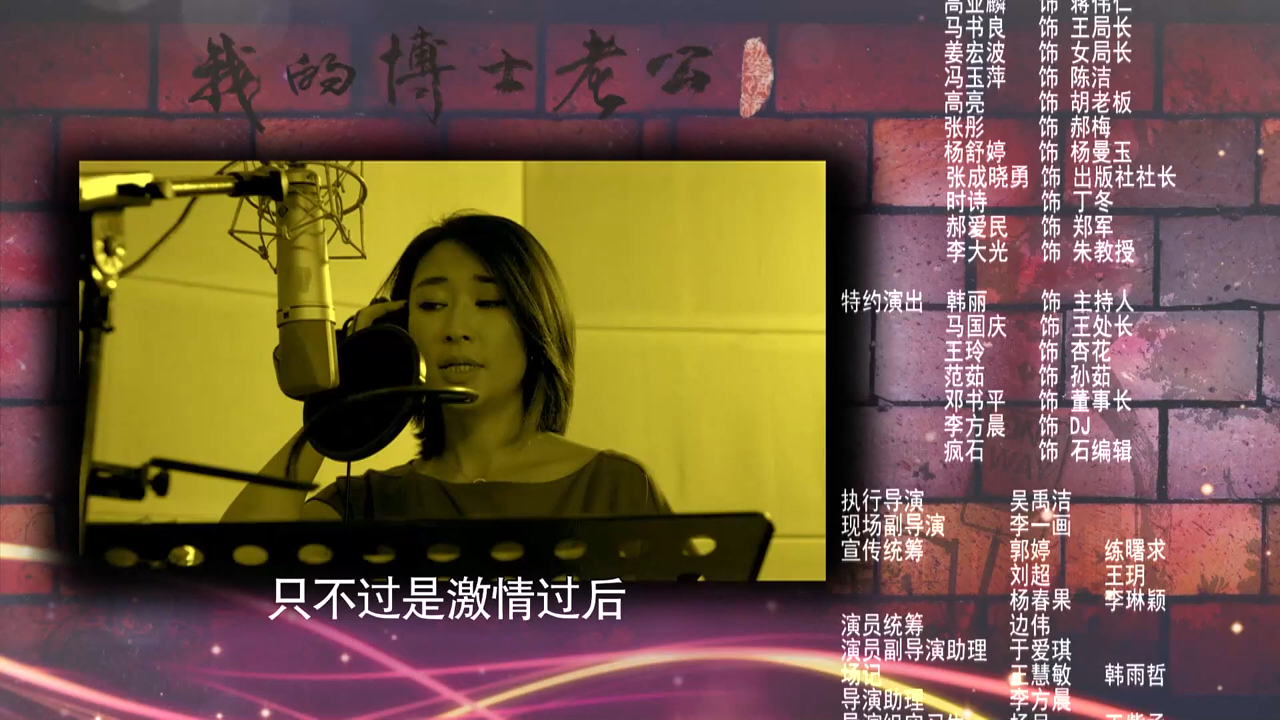 我的博士老公
高亚麟 饰 蒋伟仁
马书良 饰 王局长
姜宏波 饰 女局长
冯玉萍 饰 陈洁
高亮 饰 胡老板
张彤 饰 郝梅
杨舒婷 饰 杨曼玉
张成晓勇 饰 出版社社长
时诗 饰 丁冬
郝爱民 饰 郑军
李大光 饰 朱教授
特约演出 韩丽 饰 主持人
马国庆 饰 王处长
王玲 饰 杏花
范茹 饰 孙茹
邓书平 饰 董事长
李方晨 饰 DJ
疯石 饰 石编辑
执行导演 吴禹洁
现场副导演 李一画
宣传统筹 郭婷 练曙求
刘超 王玥
杨春果 李琳颖
演员统筹 边伟
演员副导演助理 于爱琪
场记 王慧敏 韩雨哲
导演助理 李方晨
只不过是激情过后